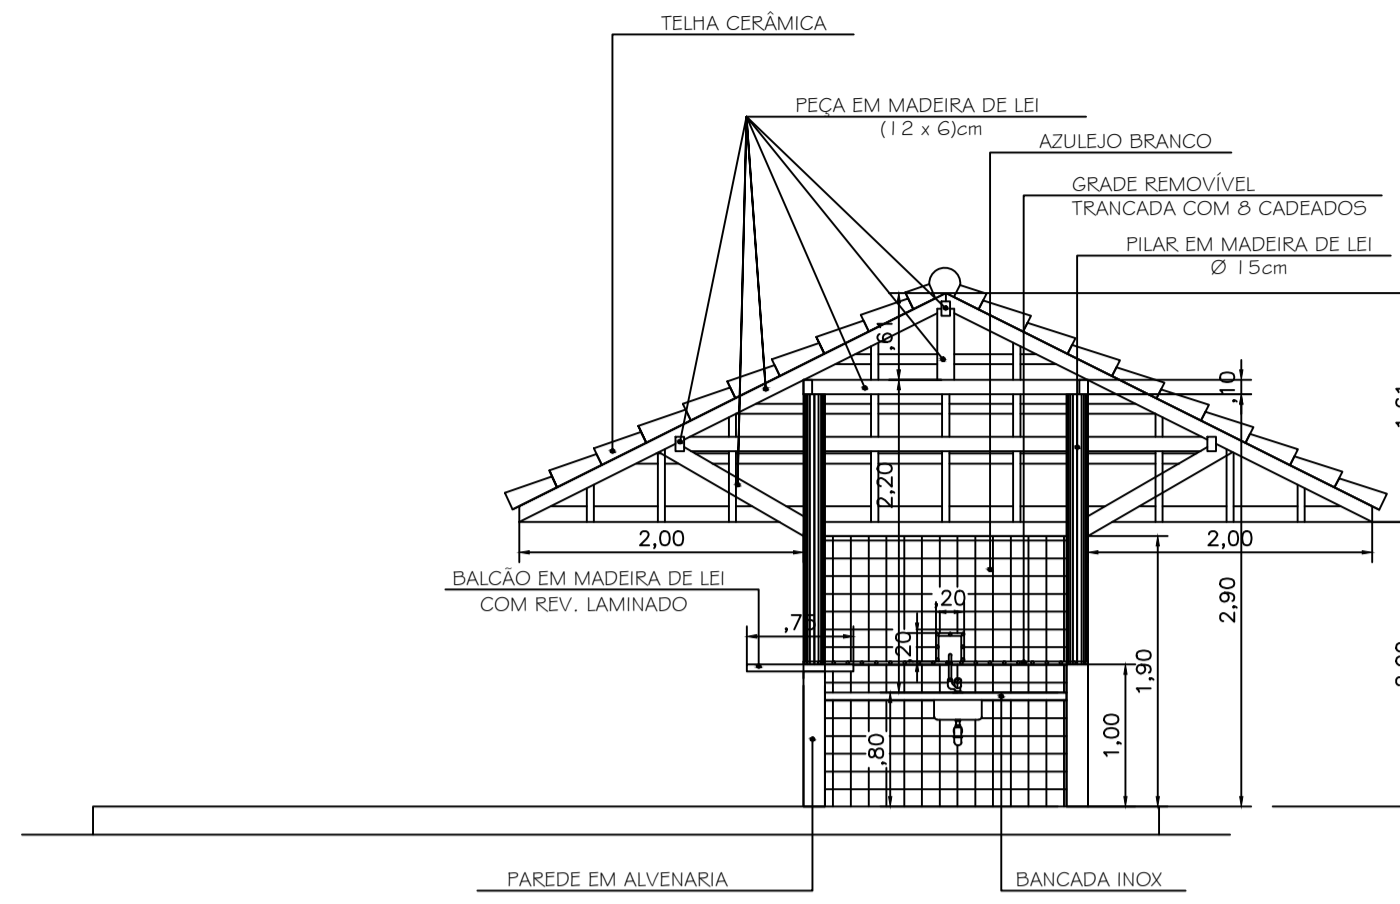 TELHA CERÂMICA
PEÇA EM MADEIRA DE LEI
(12 x 6)cm
AZULEJO BRANCO
GRADE REMOVÍVEL
TRANCADA COM 8 CADEADOS
PILAR EM MADEIRA DE LEI
Ø 15cm
,61
,10
2,20
2,00
2,00
BALCÃO EM MADEIRA DE LEI
COM REV. LAMINADO
,75
,20
,20
2,90
1,90
1,00
,80
PAREDE EM ALVENARIA
BANCADA INOX